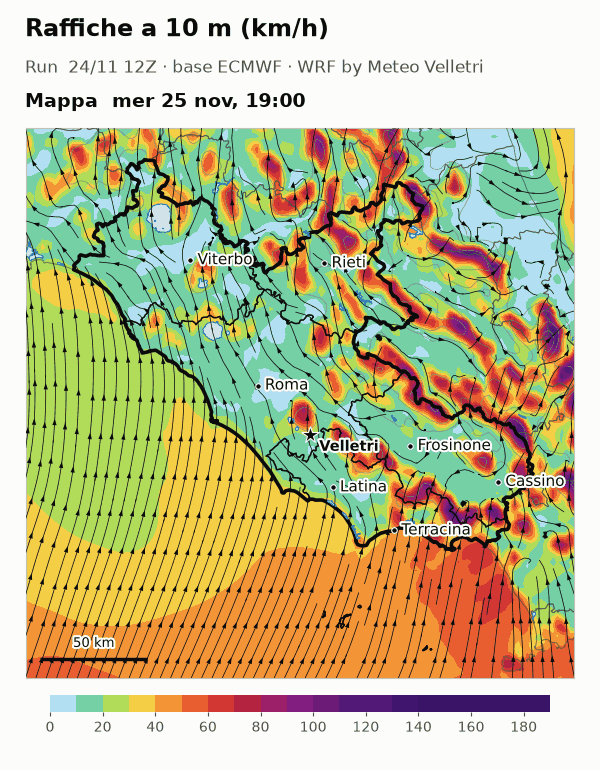 Raffiche a 10 m (km/h)
Run  24/11 12Z · base ECMWF · WRF by Meteo Velletri
Mappa  mer 25 nov, 19:00
Viterbo
Rieti
Roma
Velletri
Frosinone
Latina
Cassino
Terracina
50 km
0 20 40 60 80 100 120 140 160 180